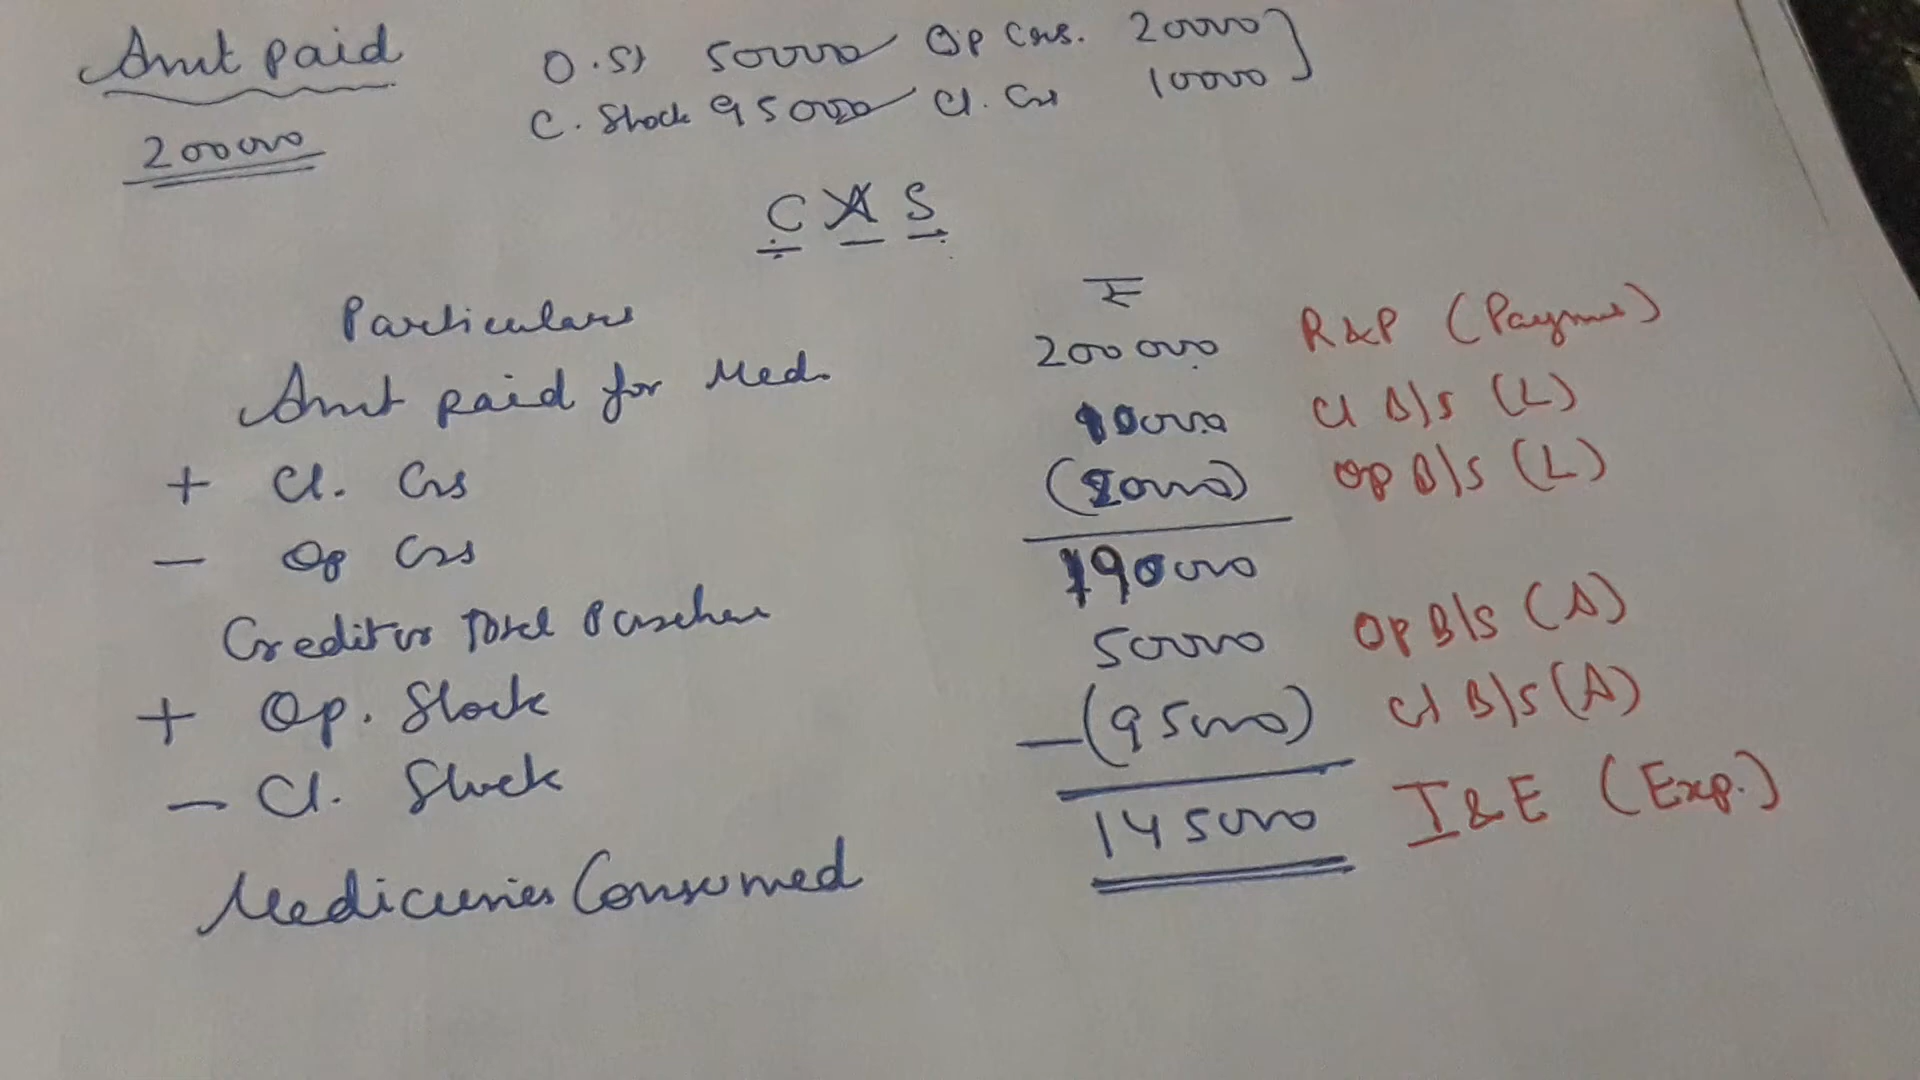 Amt paid
200000
O.St 50000 Op Crs. 20000
C. Stock 95000 Cl. Crs 10000
C A S
Particulars ₹
Amt paid for Med. 200000 R&P (Payment)
+ Cl. Crs 10000 Cl B/S (L)
- Op Crs (20000) Op B/S (L)
Creditors Total Purchase 190000
+ Op. Stock 50000 Op B/S (A)
- Cl. Stock -(95000) Cl B/S (A)
Medicines Consumed 145000 I&E (Exp.)